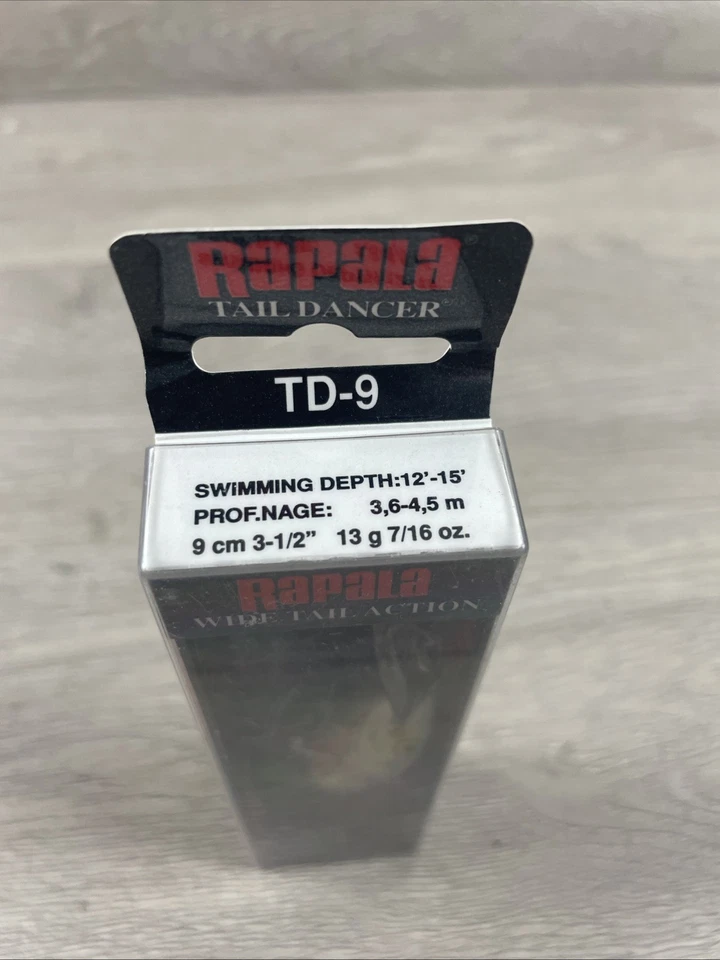 RAPALA®
TAIL DANCER®
TD-9
SWIMMING DEPTH:12'-15'
PROF.NAGE: 3,6-4,5 m
9 cm 3-1/2" 13 g 7/16 oz.
RAPALA
WIDE TAIL ACTION